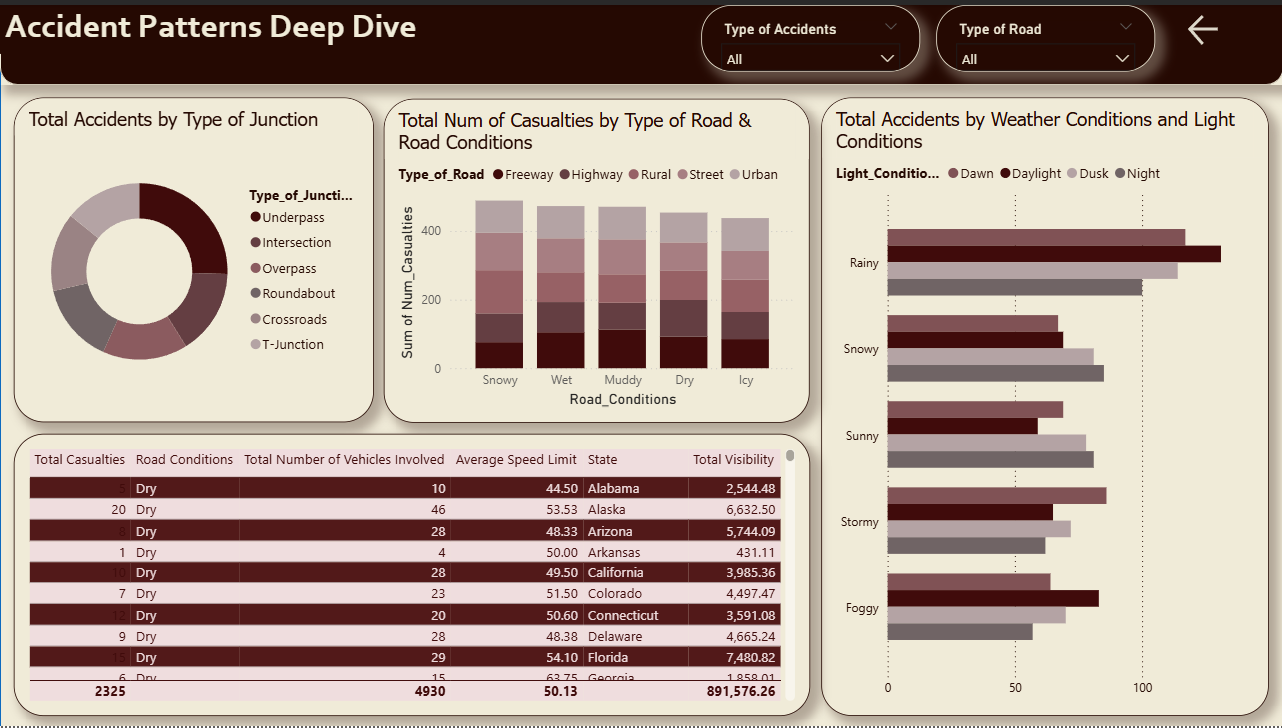 Accident Patterns Deep Dive
Type of Accidents
All
Type of Road
All
Total Accidents by Type of Junction
Type_of_Juncti...
Underpass
Intersection
Overpass
Roundabout
Crossroads
T-Junction
Total Num of Casualties by Type of Road &
Road Conditions
Type_of_Road Freeway Highway Rural Street Urban
Sum of Num_Casualties
400
200
0
Snowy Wet Muddy Dry Icy
Road_Conditions
Total Accidents by Weather Conditions and Light
Conditions
Light_Conditio... Dawn Daylight Dusk Night
Rainy
Snowy
Sunny
Stormy
Foggy
0 50 100
Total Casualties Road Conditions Total Number of Vehicles Involved Average Speed Limit State Total Visibility
5 Dry 10 44.50 Alabama 2,544.48
20 Dry 46 53.53 Alaska 6,632.50
8 Dry 28 48.33 Arizona 5,744.09
1 Dry 4 50.00 Arkansas 431.11
10 Dry 28 49.50 California 3,985.36
7 Dry 23 51.50 Colorado 4,497.47
12 Dry 20 50.60 Connecticut 3,591.08
9 Dry 28 48.38 Delaware 4,665.24
15 Dry 29 54.10 Florida 7,480.82
6 Dry 15 63.75 Georgia 1,858.01
2325 4930 50.13 891,576.26